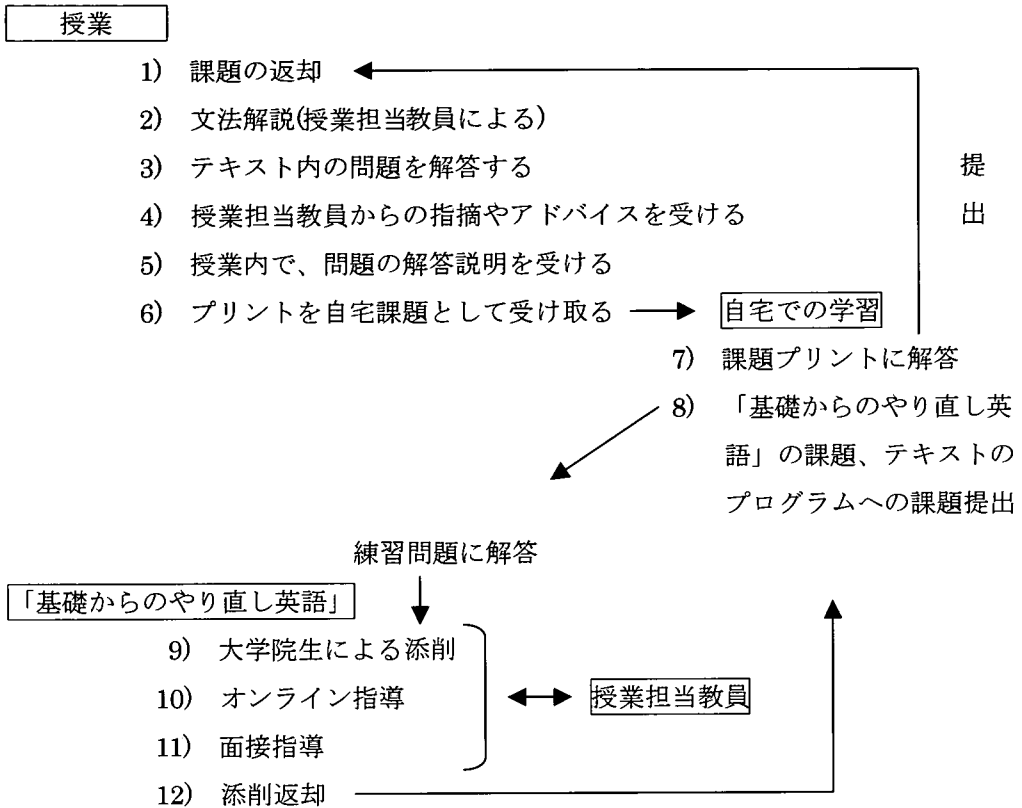 授業
1) 課題の返却
2) 文法解説(授業担当教員による)
3) テキスト内の問題を解答する
提
4) 授業担当教員からの指摘やアドバイスを受ける
出
5) 授業内で、問題の解答説明を受ける
6) プリントを自宅課題として受け取る
自宅での学習
7) 課題プリントに解答
8) 「基礎からのやり直し英
語」の課題、テキストの
プログラムへの課題提出
練習問題に解答
「基礎からのやり直し英語」
9) 大学院生による添削
10) オンライン指導
授業担当教員
11) 面接指導
12) 添削返却